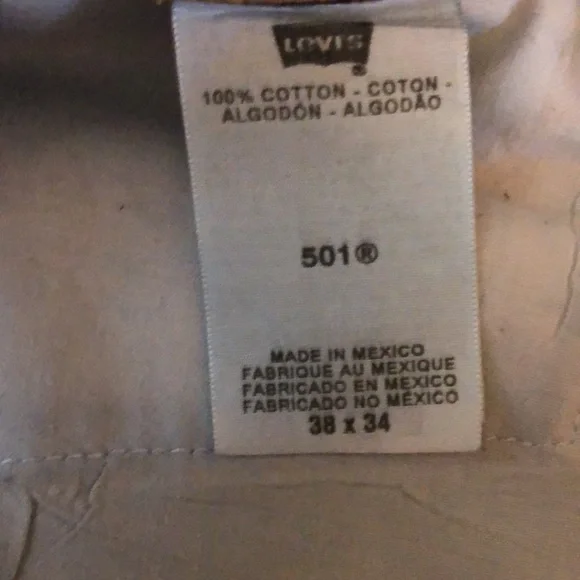 LEVI'S
®
100% COTTON - COTON -
ALGODÓN - ALGODÃO
501®
MADE IN MEXICO
FABRIQUE AU MEXIQUE
FABRICADO EN MEXICO
FABRICADO NO MÉXICO
38 x 34